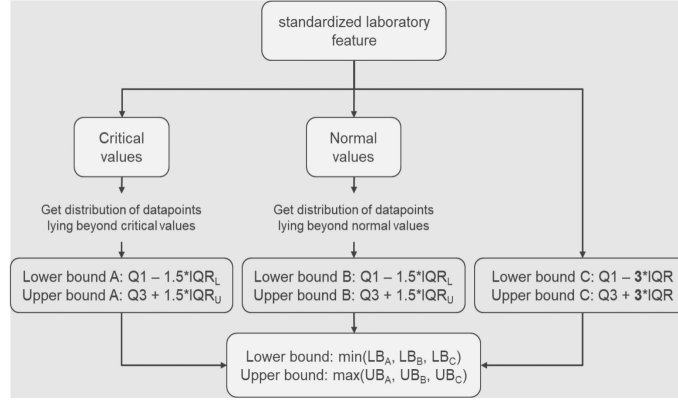 standardized laboratory
feature
Critical
values
Normal
values
Get distribution of datapoints
lying beyond critical values
Get distribution of datapoints
lying beyond normal values
Lower bound A: Q1 – 1.5*IQR_L
Upper bound A: Q3 + 1.5*IQR_U
Lower bound B: Q1 – 1.5*IQR_L
Upper bound B: Q3 + 1.5*IQR_U
Lower bound C: Q1 – 3*IQR
Upper bound C: Q3 + 3*IQR
Lower bound: min(LB_A, LB_B, LB_C)
Upper bound: max(UB_A, UB_B, UB_C)